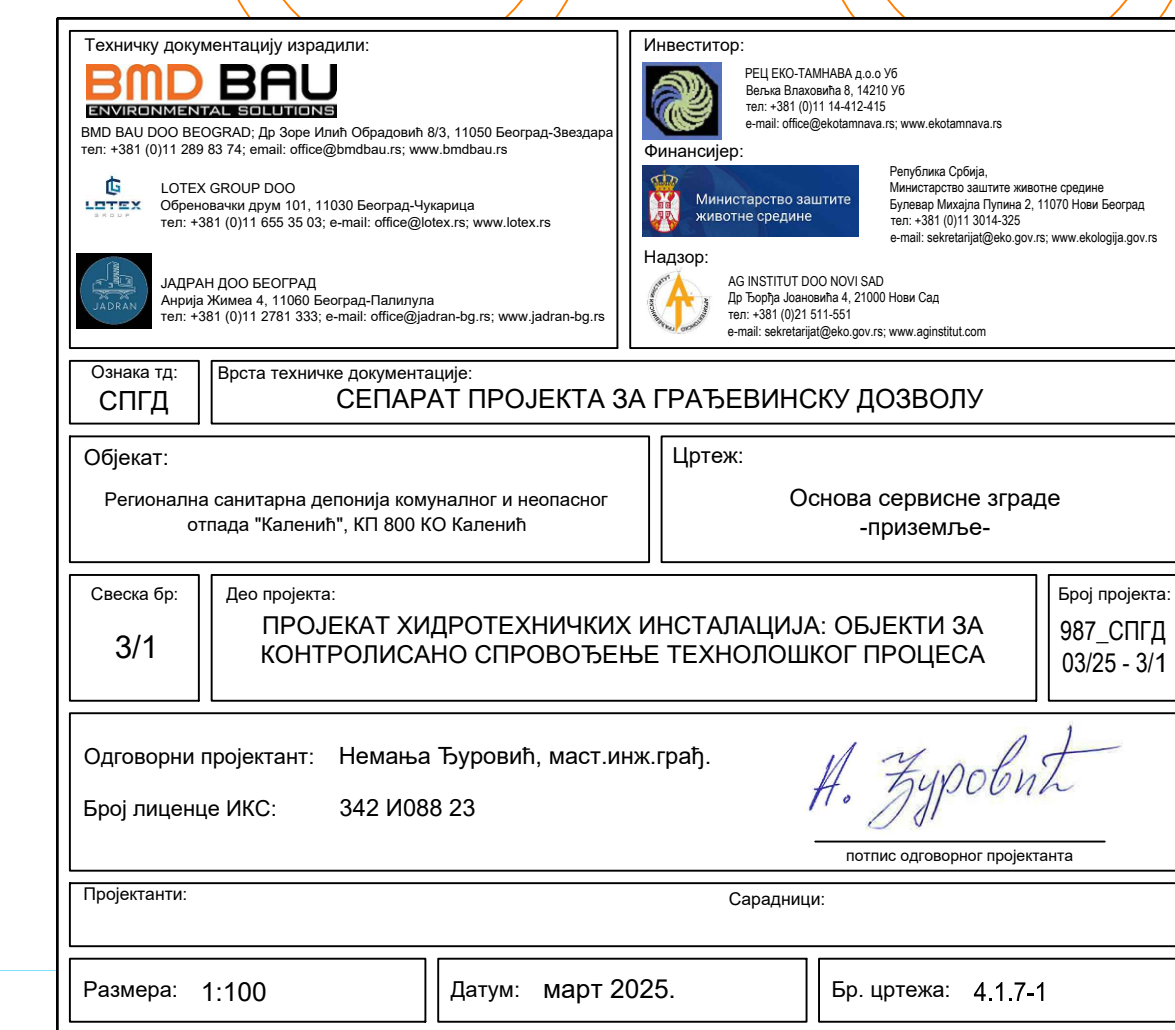 Техничку документацију израдили:
BMD BAU
ENVIRONMENTAL SOLUTIONS
BMD BAU DOO BEOGRAD; Др Зоре Илић Обрадовић 8/3, 11050 Београд-Звездара
тел: +381 (0)11 289 83 74; email: office@bmdbau.rs; www.bmdbau.rs
LOTEX
GROUP
LOTEX GROUP DOO
Обреновачки друм 101, 11030 Београд-Чукарица
тел: +381 (0)11 655 35 03; e-mail: office@lotex.rs; www.lotex.rs
JADRAN
ЈАДРАН ДОО БЕОГРАД
Анрија Жимеа 4, 11060 Београд-Палилула
тел: +381 (0)11 2781 333; e-mail: office@jadran-bg.rs; www.jadran-bg.rs
Инвеститор:
РЕЦ ЕКО-ТАМНАВА д.о.о Уб
Вељка Влаховића 8, 14210 Уб
тел: +381 (0)11 14-412-415
e-mail: office@ekotamnava.rs; www.ekotamnava.rs
Финансијер:
Министарство заштите
животне средине
Република Србија,
Министарство заштите животне средине
Булевар Михајла Пупина 2, 11070 Нови Београд
тел: +381 (0)11 3014-325
e-mail: sekretarijat@eko.gov.rs; www.ekologija.gov.rs
Надзор:
AG INSTITUT DOO NOVI SAD
Др Ђорђа Јоановића 4, 21000 Нови Сад
тел: +381 (0)21 511-551
e-mail: sekretarijat@eko.gov.rs; www.aginstitut.com
Ознака тд:
СПГД
Врста техничке документације:
СЕПАРАТ ПРОЈЕКТА ЗА ГРАЂЕВИНСКУ ДОЗВОЛУ
Објекат:
Регионална санитарна депонија комуналног и неопасног
отпада "Каленић", КП 800 КО Каленић
Цртеж:
Основа сервисне зграде
-приземље-
Свеска бр:
3/1
Део пројекта:
ПРОЈЕКАТ ХИДРОТЕХНИЧКИХ ИНСТАЛАЦИЈА: ОБЈЕКТИ ЗА
КОНТРОЛИСАНО СПРОВОЂЕЊЕ ТЕХНОЛОШКОГ ПРОЦЕСА
Број пројекта:
987_СПГД
03/25 - 3/1
Одговорни пројектант: Немања Ђуровић, маст.инж.грађ.
Број лиценце ИКС: 342 И088 23
Н. Ђуровић
потпис одговорног пројектанта
Пројектанти:
Сарадници:
Размера: 1:100
Датум: март 2025.
Бр. цртежа: 4.1.7-1